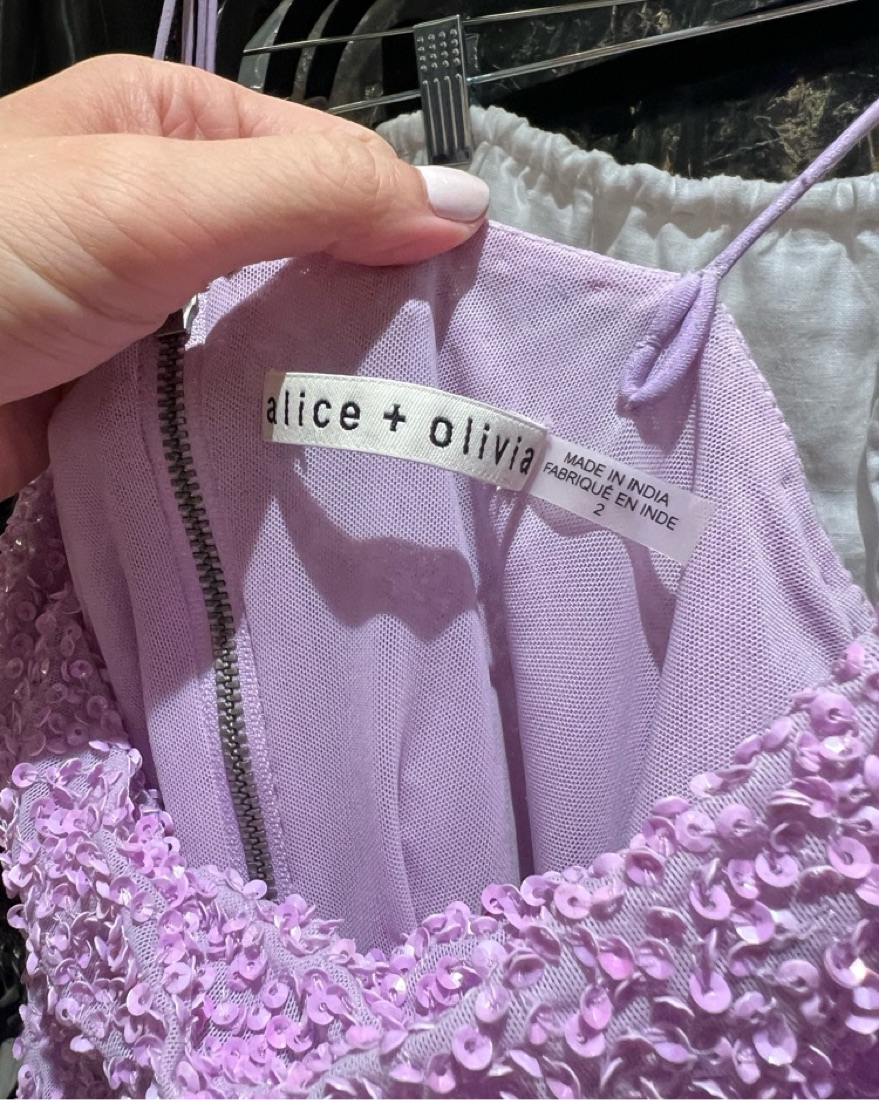 alice + olivia
MADE IN INDIA
FABRIQUÉ EN INDE
2